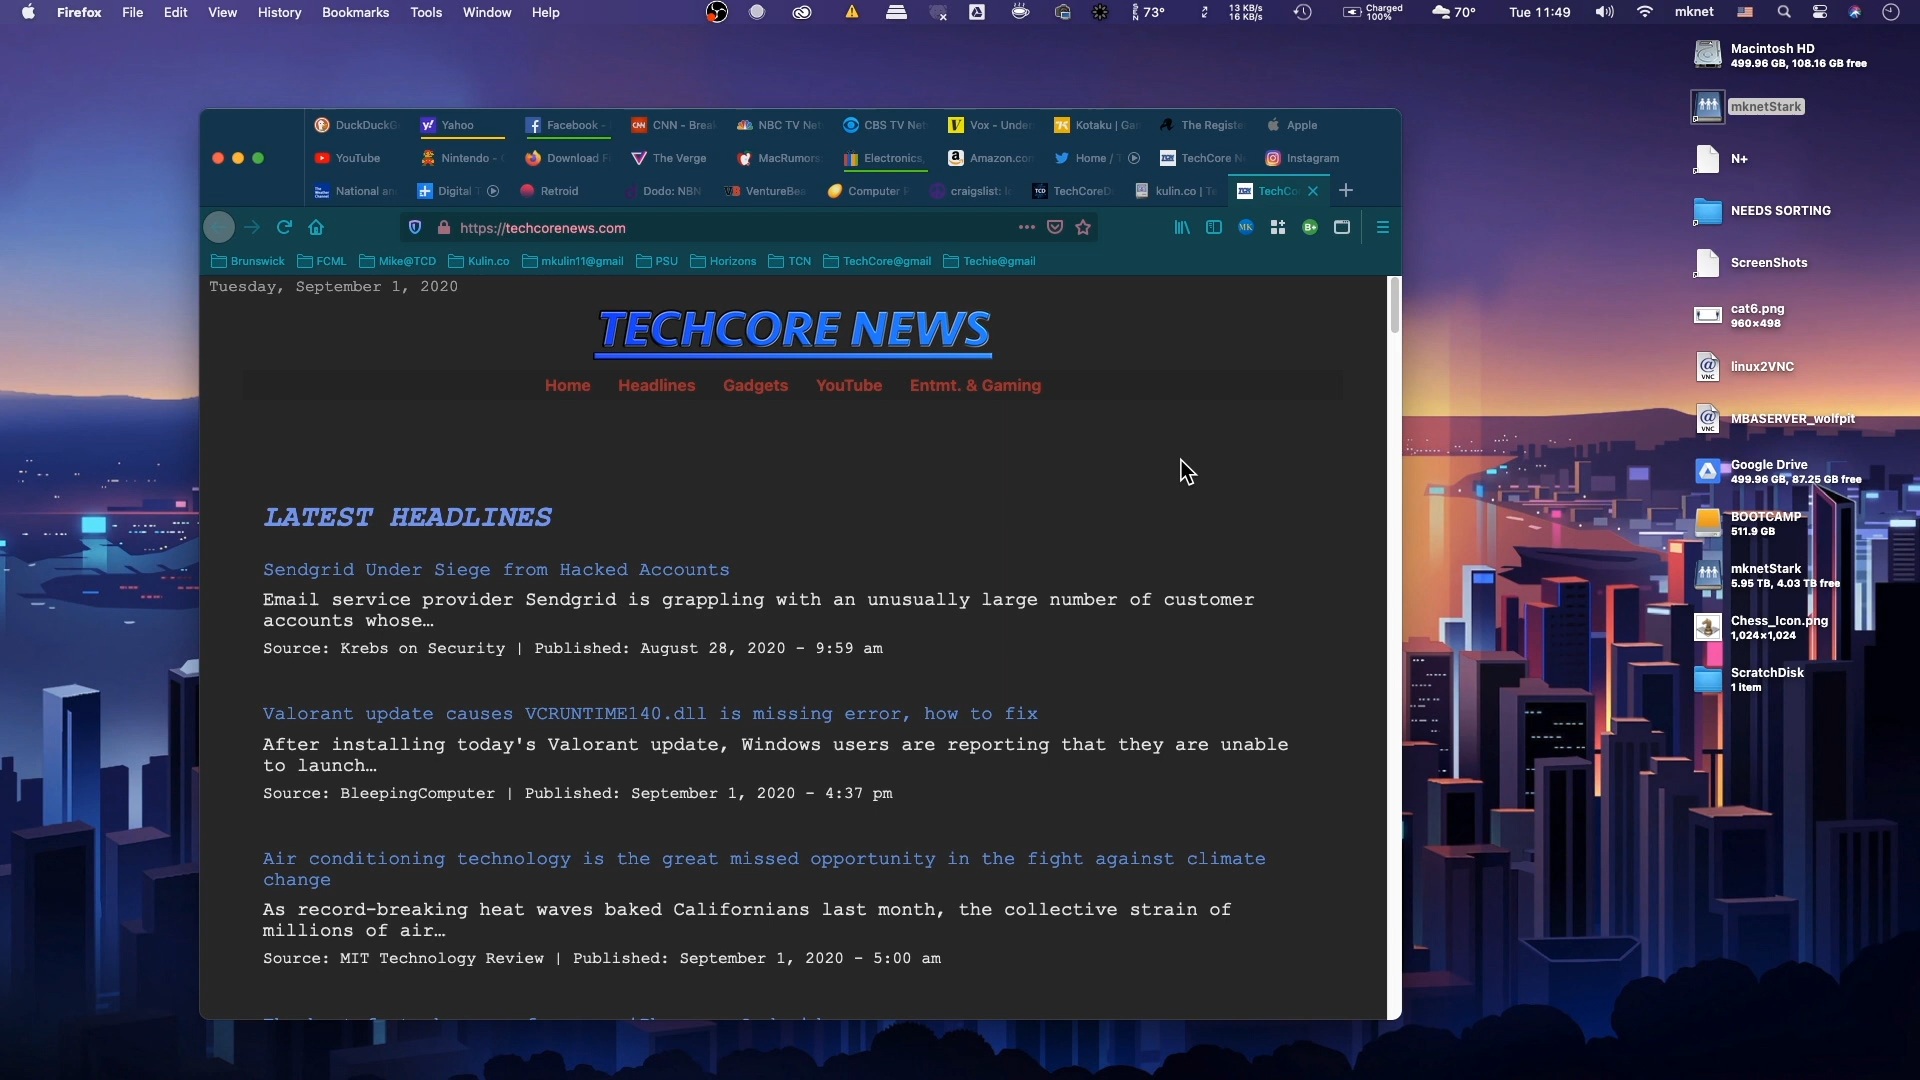 Firefox File Edit View History Bookmarks Tools Window Help 73° 13 KB/s 16 KB/s Charged 100% 70° Tue 11:49 mknet
Macintosh HD
499.96 GB, 108.16 GB free
mknetStark
N+
NEEDS SORTING
ScreenShots
cat6.png
960×498
linux2VNC
MBASERVER_wolfpit
Google Drive
499.96 GB, 87.25 GB free
BOOTCAMP
511.9 GB
mknetStark
5.95 TB, 4.03 TB free
Chess_Icon.png
1,024×1,024
ScratchDisk
1 item
DuckDuckG Yahoo Facebook - CNN - Brea NBC TV Net CBS TV Net Vox - Under Kotaku | Ga The Registe Apple
YouTube Nintendo - Download F The Verge MacRumors Electronics, Amazon.com Home / TechCore N Instagram
National an Digital Retroid Dodo: NBN VentureBea Computer craigslist: TechCoreD kulin.co | Te TechCo
https://techcorenews.com
Brunswick FCML Mike@TCD Kulin.co mkulin11@gmail PSU Horizons TCN TechCore@gmail Techie@gmail
Tuesday, September 1, 2020
TECHCORE NEWS
Home Headlines Gadgets YouTube Entmt. & Gaming
LATEST HEADLINES
Sendgrid Under Siege from Hacked Accounts
Email service provider Sendgrid is grappling with an unusually large number of customer
accounts whose…
Source: Krebs on Security | Published: August 28, 2020 - 9:59 am
Valorant update causes VCRUNTIME140.dll is missing error, how to fix
After installing today's Valorant update, Windows users are reporting that they are unable
to launch…
Source: BleepingComputer | Published: September 1, 2020 - 4:37 pm
Air conditioning technology is the great missed opportunity in the fight against climate
change
As record-breaking heat waves baked Californians last month, the collective strain of
millions of air…
Source: MIT Technology Review | Published: September 1, 2020 - 5:00 am